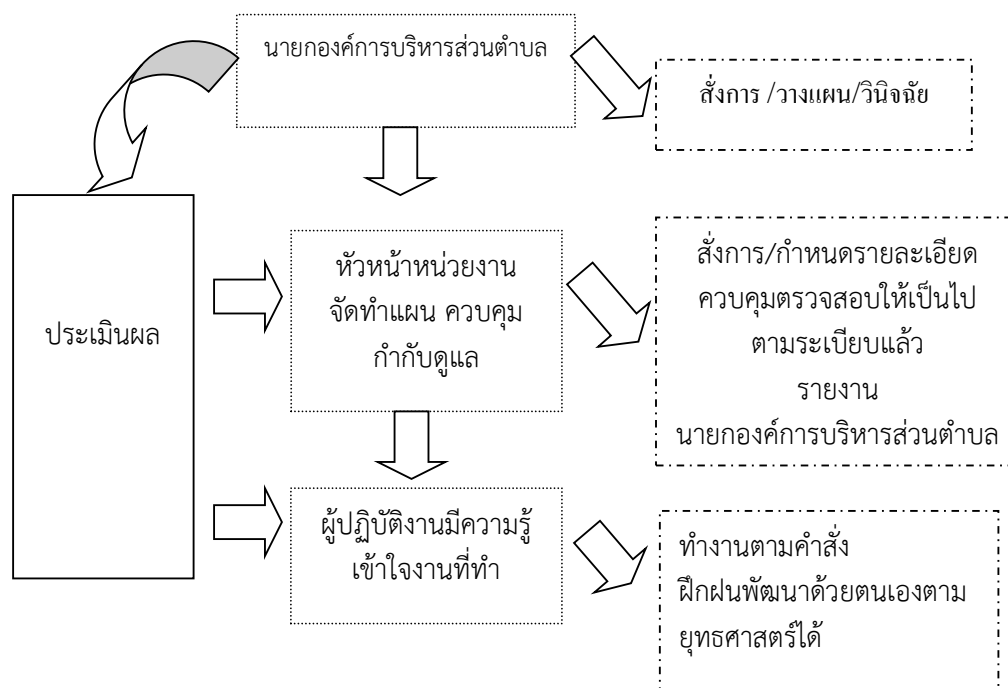 นายกองค์การบริหารส่วนตำบล
สั่งการ /วางแผน/วินิจฉัย
ประเมินผล
หัวหน้าหน่วยงาน
จัดทำแผน ควบคุม
กำกับดูแล
สั่งการ/กำหนดรายละเอียด
ควบคุมตรวจสอบให้เป็นไป
ตามระเบียบแล้ว
รายงาน
นายกองค์การบริหารส่วนตำบล
ผู้ปฏิบัติงานมีความรู้
เข้าใจงานที่ทำ
ทำงานตามคำสั่ง
ฝึกฝนพัฒนาด้วยตนเองตาม
ยุทธศาสตร์ได้